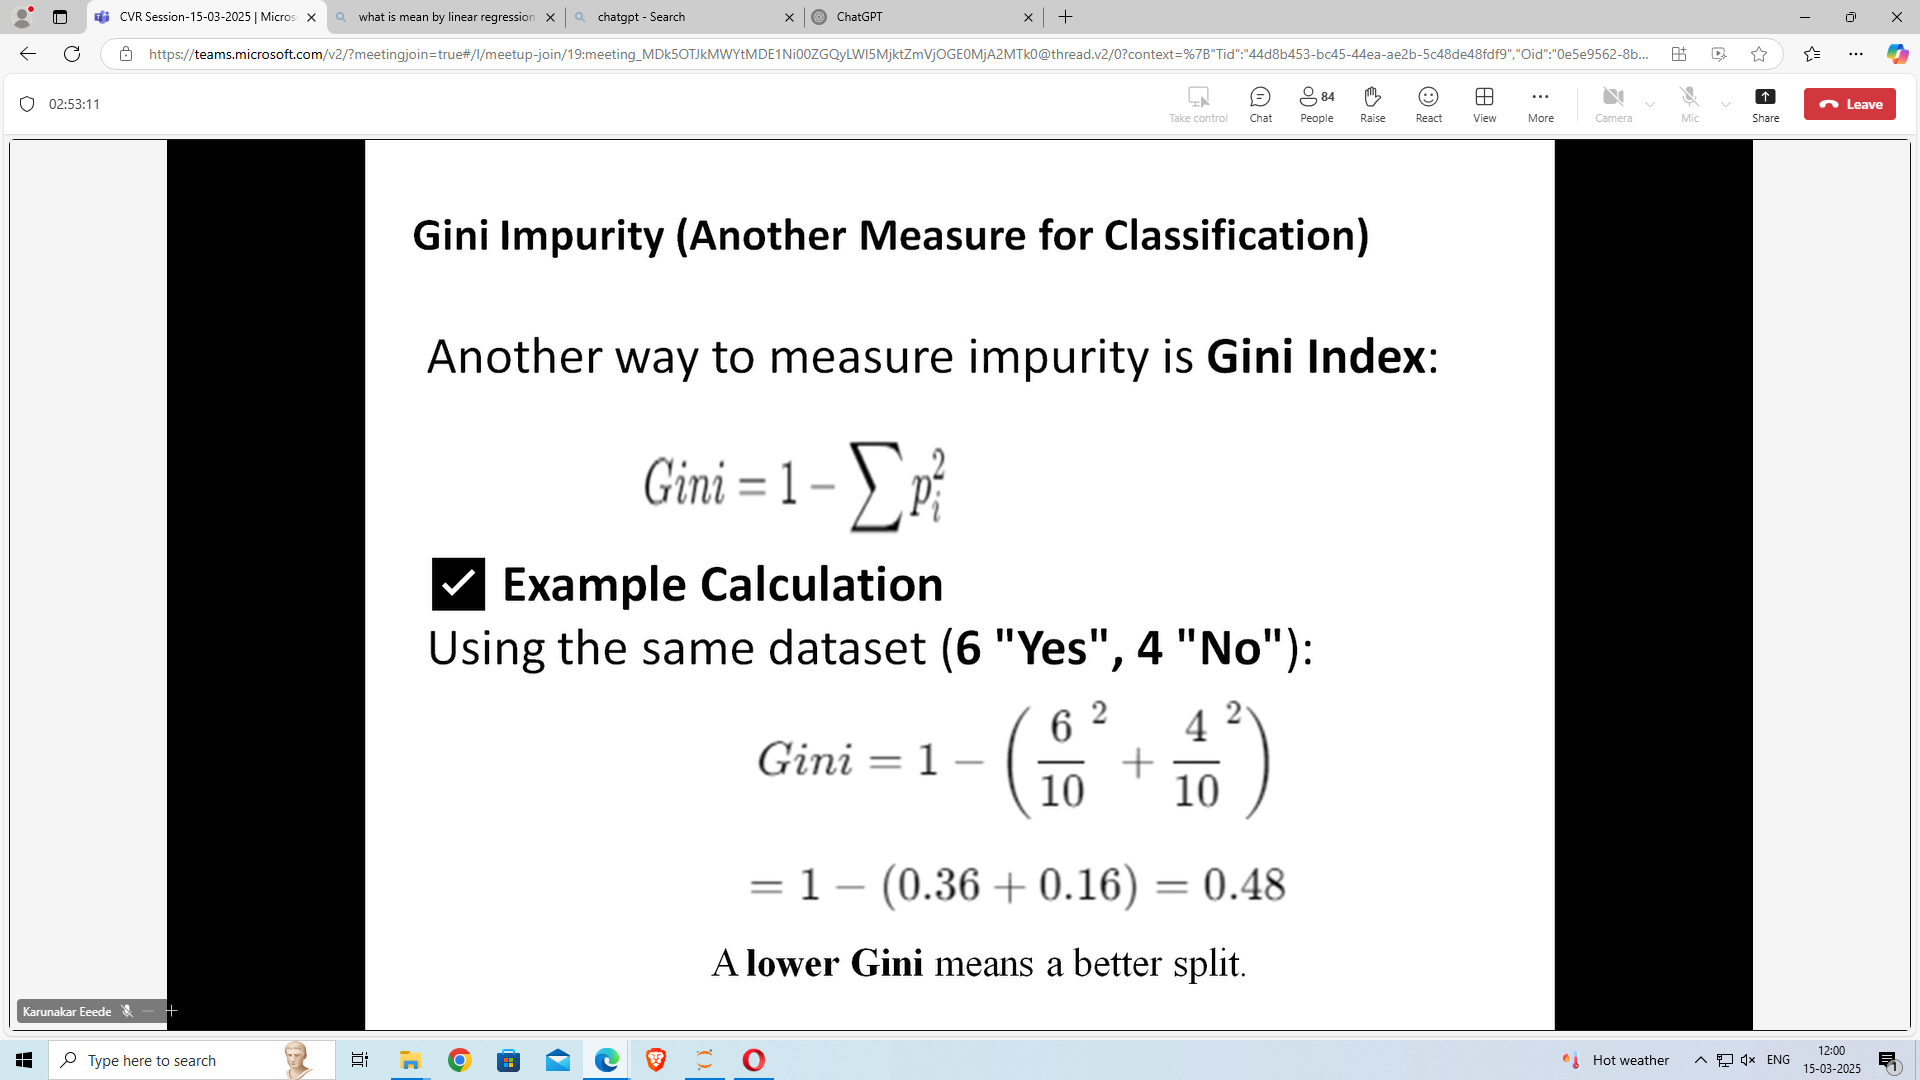 CVR Session-15-03-2025 | Micros
what is mean by linear regression
chatgpt - Search
ChatGPT
https://teams.microsoft.com/v2/?meetingjoin=true#/l/meetup-join/19:meeting_MDk5OTJkMWYtMDE1Ni00ZGQyLWI5MjktZmVjOGE0MjA2MTk0@thread.v2/0?context=%7B"Tid":"44d8b453-bc45-44ea-ae2b-5c48de48fdf9","Oid":"0e5e9562-8b...
02:53:11
Take control
Chat
84
People
Raise
React
View
More
Camera
Mic
Share
Leave
Gini Impurity (Another Measure for Classification)
Another way to measure impurity is Gini Index:
Gini = 1 − ∑ p_i^2
Example Calculation
Using the same dataset (6 "Yes", 4 "No"):
Gini = 1 − (6/10 ^2 + 4/10 ^2)
= 1 − (0.36 + 0.16) = 0.48
A lower Gini means a better split.
Karunakar Eeede
Type here to search
Hot weather
ENG
12:00
15-03-2025
1